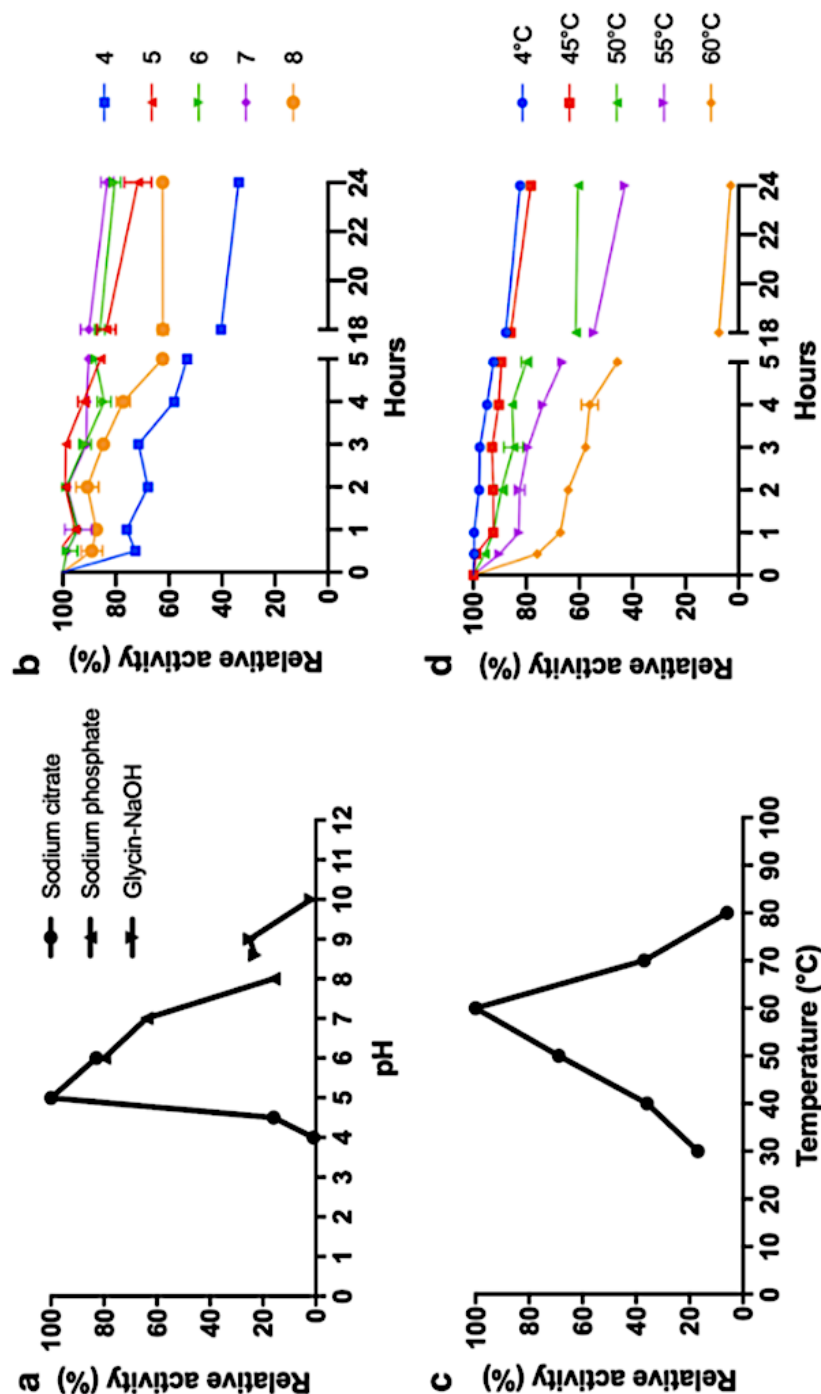 a
Relative activity (%)
100
80
60
40
20
0
0 1 2 3 4 5 6 7 8 9 10 11 12
pH
Sodium citrate
Sodium phosphate
Glycin-NaOH
b
Relative activity (%)
100
80
60
40
20
0
0 1 2 3 4 5 18 20 22 24
Hours
4
5
6
7
8
c
Relative activity (%)
100
80
60
40
20
0
0 10 20 30 40 50 60 70 80 90 100
Temperature (°C)
d
Relative activity (%)
100
80
60
40
20
0
0 1 2 3 4 5 18 20 22 24
Hours
4°C
45°C
50°C
55°C
60°C